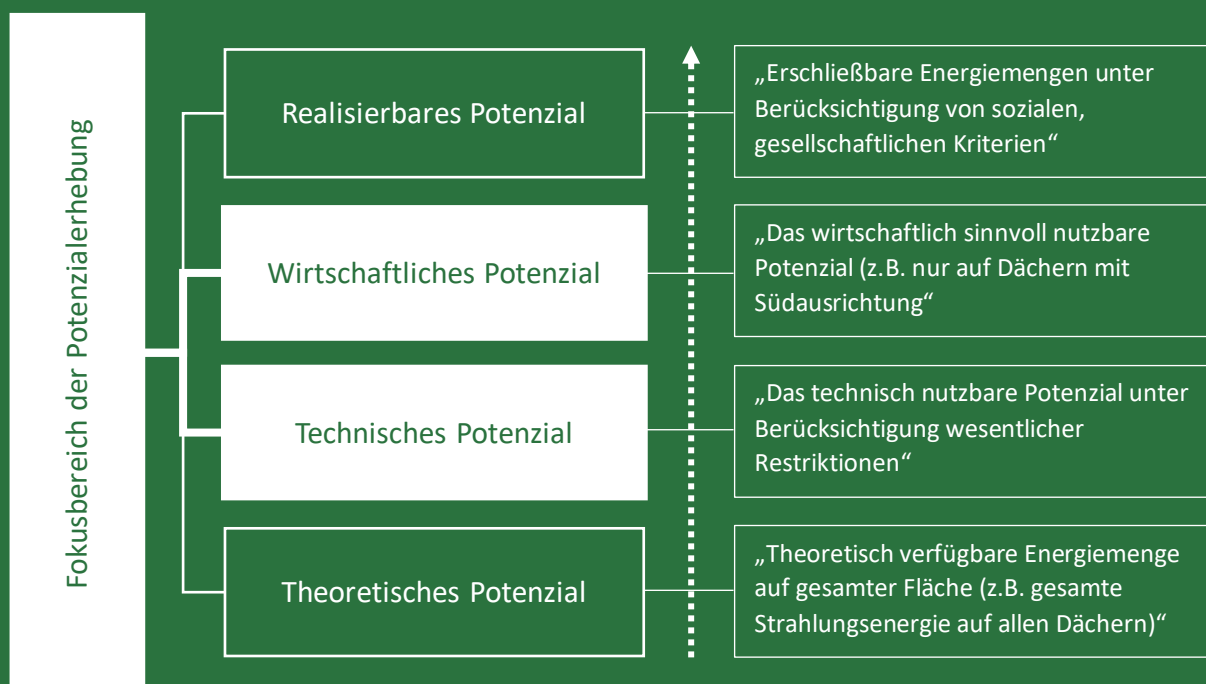 Fokusbereich der Potenzialerhebung
Realisierbares Potenzial
„Erschließbare Energiemengen unter
Berücksichtigung von sozialen,
gesellschaftlichen Kriterien“
Wirtschaftliches Potenzial
„Das wirtschaftlich sinnvoll nutzbare
Potenzial (z.B. nur auf Dächern mit
Südausrichtung“
Technisches Potenzial
„Das technisch nutzbare Potenzial unter
Berücksichtigung wesentlicher
Restriktionen“
Theoretisches Potenzial
„Theoretisch verfügbare Energiemenge
auf gesamter Fläche (z.B. gesamte
Strahlungsenergie auf allen Dächern)“